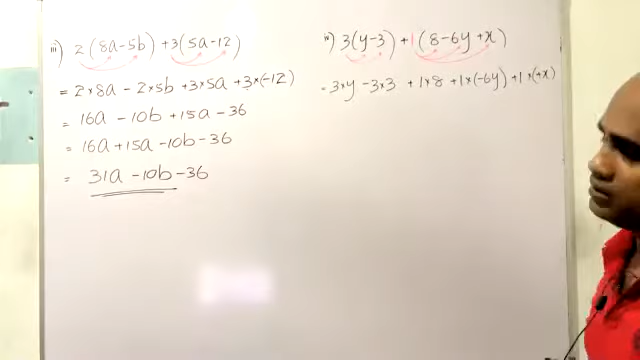 iii) 2(8a-5b) +3(5a-12)
= 2×8a - 2×5b +3×5a +3×(-12)
= 16a - 10b +15a - 36
= 16a +15a -10b -36
= 31a -10b -36
iv) 3(y-3) +1(8-6y+x)
= 3×y -3×3 +1×8 +1×(-6y) +1×(+x)